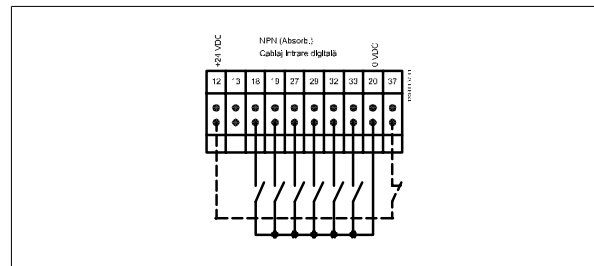 +24 VDC
NPN (Absorb.)
Cablaj intrare digitală
0 VDC
12 13 18 19 27 29 32 33 20 37